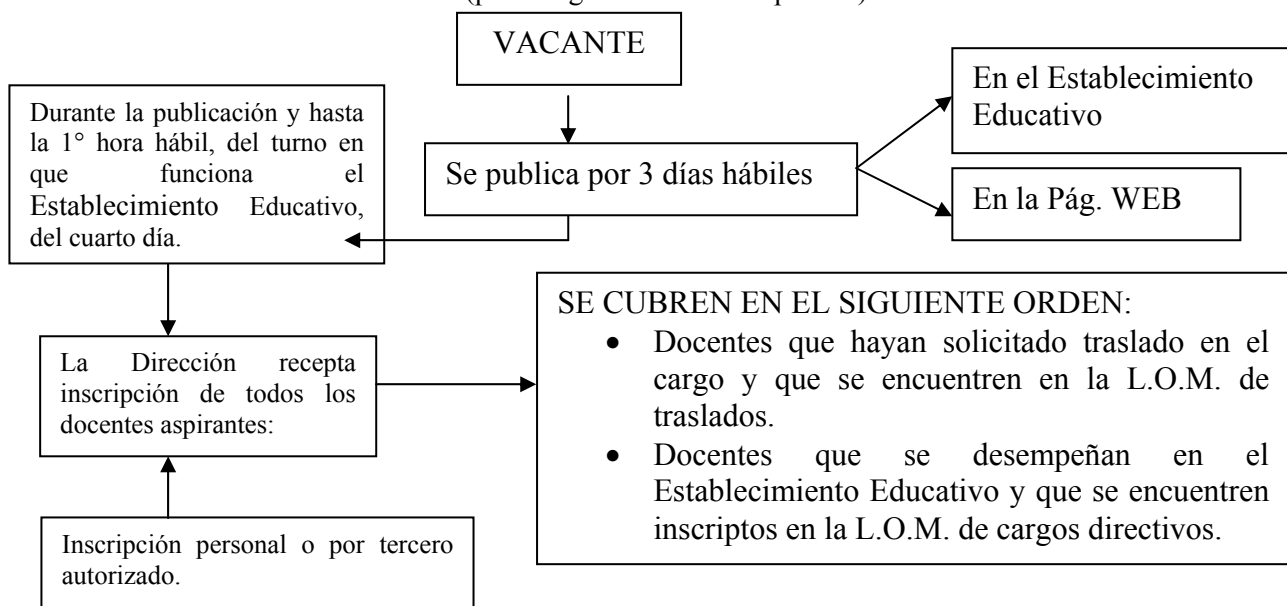 VACANTE
En el Establecimiento
Educativo
Durante la publicación y hasta
la 1° hora hábil, del turno en
que funciona el
Establecimiento Educativo,
del cuarto día.
Se publica por 3 días hábiles
En la Pág. WEB
SE CUBREN EN EL SIGUIENTE ORDEN:
• Docentes que hayan solicitado traslado en el
cargo y que se encuentren en la L.O.M. de
traslados.
• Docentes que se desempeñan en el
Establecimiento Educativo y que se encuentren
inscriptos en la L.O.M. de cargos directivos.
La Dirección recepta
inscripción de todos los
docentes aspirantes:
Inscripción personal o por tercero
autorizado.